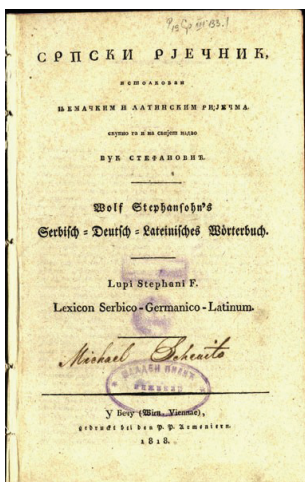 СРПСКИ РЈЕЧНИК,
истолкован
њемачким и латинским ријечма.
скупио га и на свијет издао
ВУК СТЕФАНОВИЋ.
Wolf Stephansohn's
Serbisch-Deutsch-Lateinisches Wörterbuch.
Lupi Stephani F.
Lexicon Serbico-Germanico-Latinum.
Michael
У Бечу (Wien, Viennae),
gedruckt bei den P. P. Armeniern.
1818.